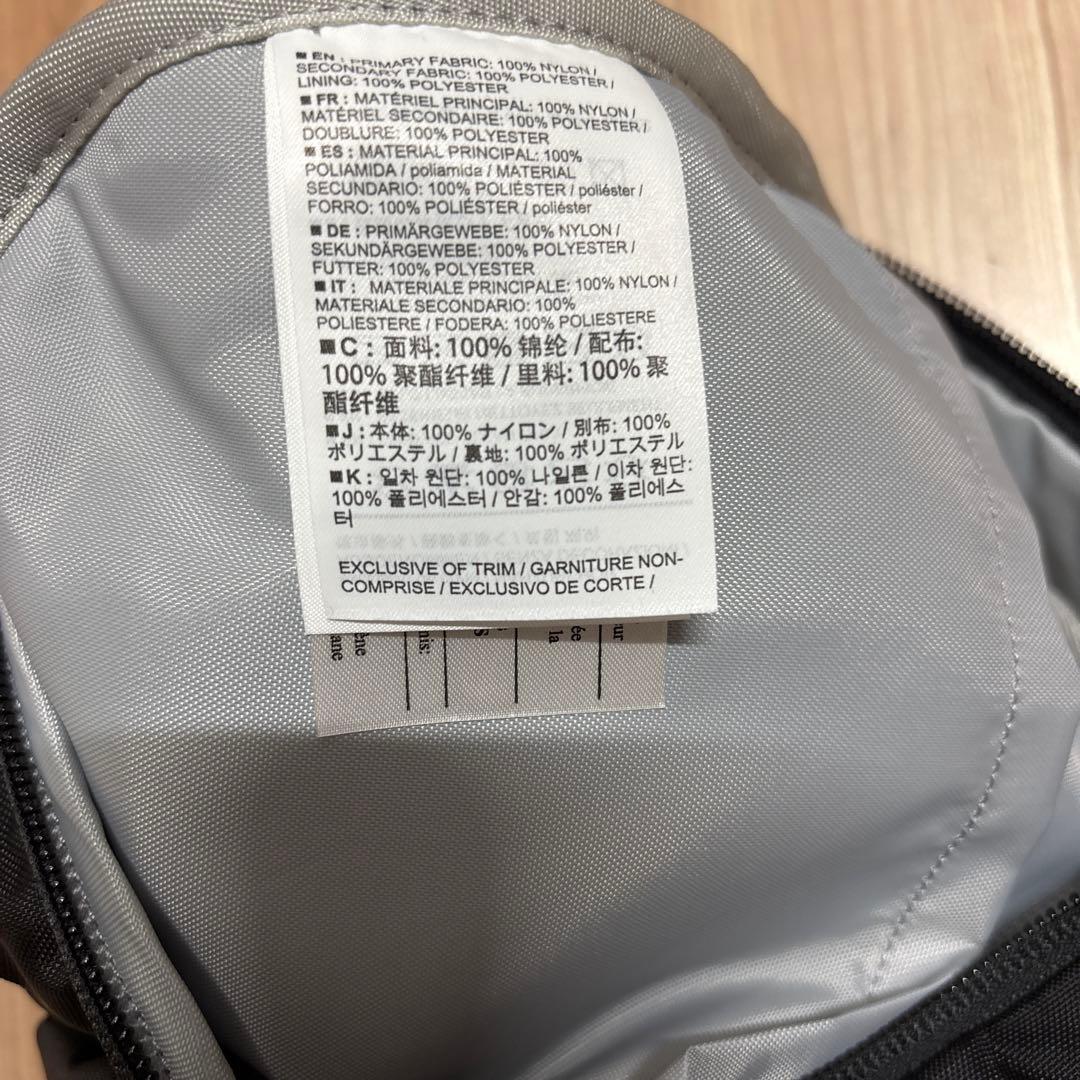 ■ EN : PRIMARY FABRIC: 100% NYLON /
SECONDARY FABRIC: 100% POLYESTER /
LINING: 100% POLYESTER
■ FR : MATÉRIEL PRINCIPAL: 100% NYLON /
MATÉRIEL SECONDAIRE: 100% POLYESTER /
DOUBLURE: 100% POLYESTER
■ ES : MATERIAL PRINCIPAL: 100%
POLIAMIDA / poliamida / MATERIAL
SECUNDARIO: 100% POLIÉSTER / poliéster /
FORRO: 100% POLIÉSTER / poliéster
■ DE : PRIMÄRGEWEBE: 100% NYLON /
SEKUNDÄRGEWEBE: 100% POLYESTER /
FUTTER: 100% POLYESTER
■ IT : MATERIALE PRINCIPALE: 100% NYLON /
MATERIALE SECONDARIO: 100%
POLIESTERE / FODERA: 100% POLIESTERE
■ C : 面料: 100% 锦纶 / 配布:
100% 聚酯纤维 / 里料: 100% 聚
酯纤维
■ J : 本体: 100% ナイロン / 別布: 100%
ポリエステル / 裏地: 100% ポリエステル
■ K : 일차 원단: 100% 나일론 / 이차 원단:
100% 폴리에스터 / 안감: 100% 폴리에스
터
EXCLUSIVE OF TRIM / GARNITURE NON-
COMPRISE / EXCLUSIVO DE CORTE /